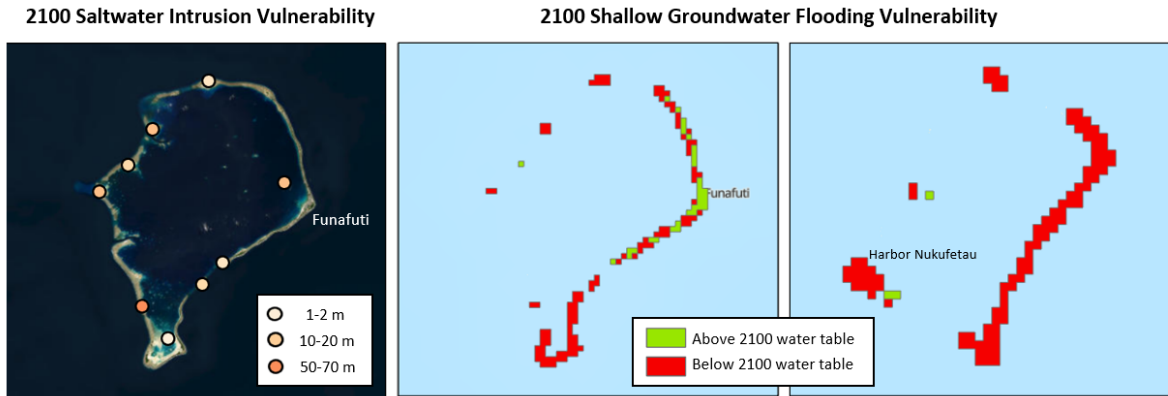 2100 Saltwater Intrusion Vulnerability
2100 Shallow Groundwater Flooding Vulnerability
Funafuti
1-2 m
10-20 m
50-70 m
Funafuti
Harbor Nukufetau
Above 2100 water table
Below 2100 water table